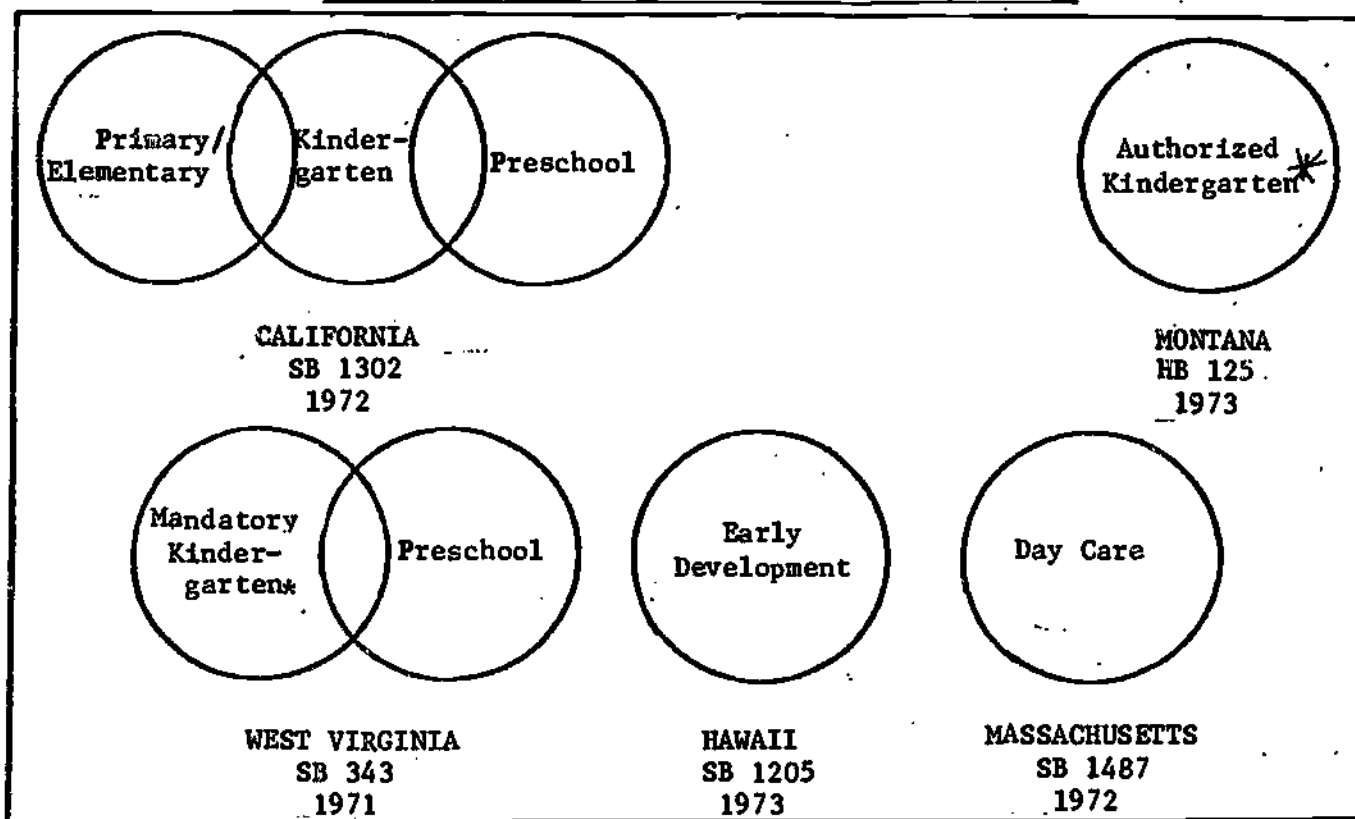 Primary/
Elementary
Kinder-
garten
Preschool
CALIFORNIA
SB 1302
1972
Authorized
Kindergarten*
MONTANA
HB 125
1973
Mandatory
Kinder-
garten*
Preschool
WEST VIRGINIA
SB 343
1971
Early
Development
HAWAII
SB 1205
1973
Day Care
MASSACHUSETTS
SB 1487
1972